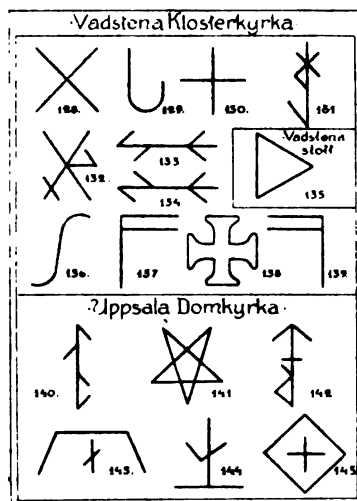 Vadstena Klosterkyrka
128. 129. 130. 131
132. 133 Vadstena
134 slott
135
136. 137 138 139.
Uppsala Domkyrka
140. 141 142
143. 144 145.